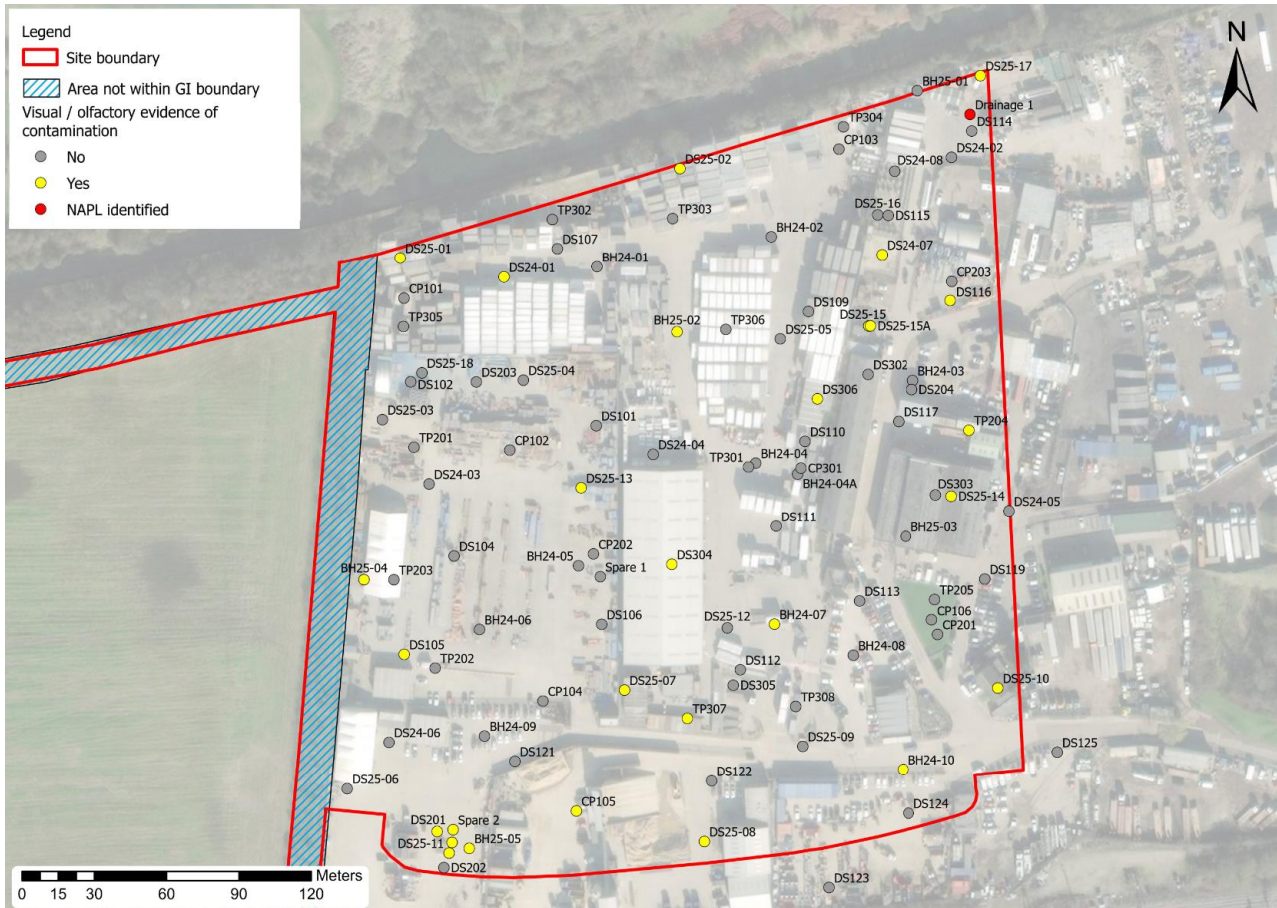 Legend
Site boundary
Area not within GI boundary
Visual / olfactory evidence of
contamination
No
Yes
NAPL identified
N
DS25-17
BH25-01
Drainage 1
TP304
DS114
CP103
DS24-02
DS25-02
DS24-08
TP302
TP303
DS25-16
DS115
BH24-02
DS107
DS25-01
DS24-07
BH24-01
DS24-01
CP203
CP101
DS116
DS109
TP305
BH25-02
TP306
DS25-15
DS25-15A
DS25-05
DS25-18
DS102
DS203
DS25-04
DS302
BH24-03
DS204
DS306
DS25-03
DS101
DS117
TP204
TP201
CP102
DS24-04
DS110
TP301
BH24-04
CP301
BH24-04A
DS24-03
DS25-13
DS303
DS25-14
DS24-05
DS111
BH25-03
DS104
CP202
BH24-05
DS304
BH25-04
TP203
Spare 1
DS119
DS113
TP205
CP106
CP201
BH24-06
DS106
DS25-12
BH24-07
DS105
TP202
BH24-08
DS112
DS305
DS25-07
DS25-10
CP104
TP307
TP308
DS24-06
BH24-09
DS25-09
DS125
DS121
BH24-10
DS25-06
DS122
CP105
DS124
DS201
Spare 2
DS25-11
BH25-05
DS25-08
DS202
DS123
0 15 30 60 90 120
Meters